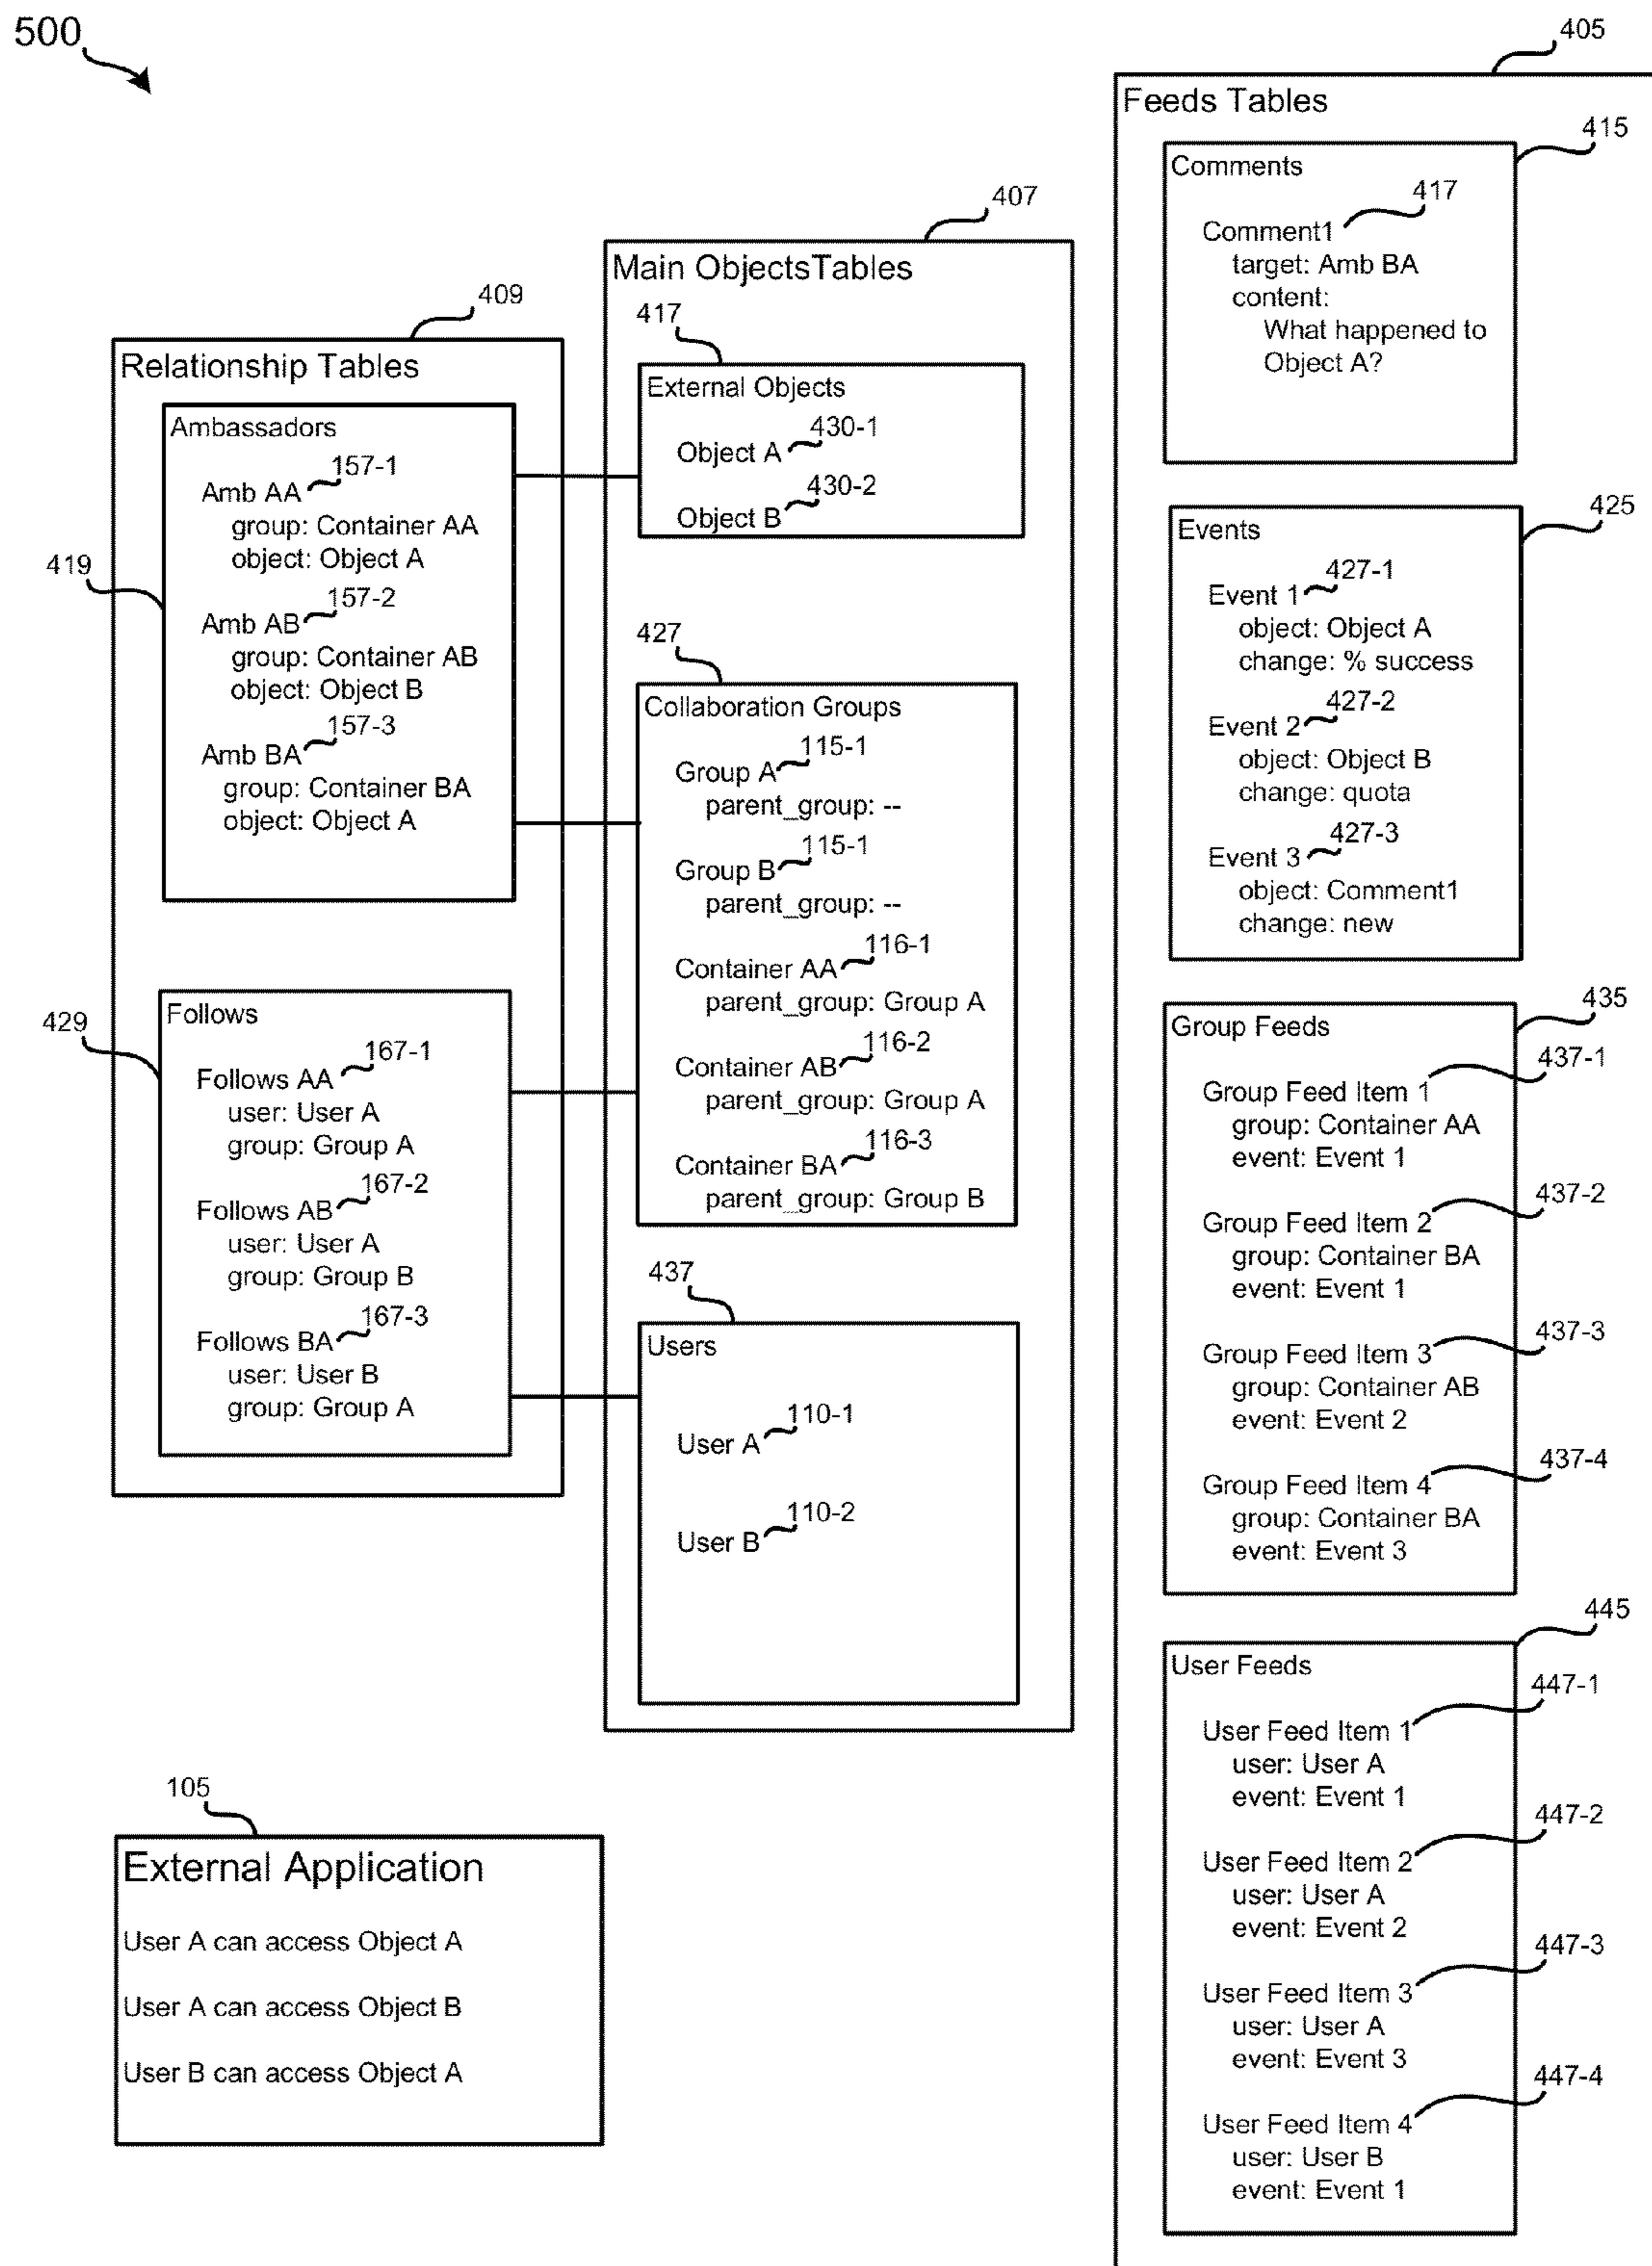 500
409
Relationship Tables
Ambassadors
157-1
Amb AA
group: Container AA
object: Object A
419
157-2
Amb AB
group: Container AB
object: Object B
157-3
Amb BA
group: Container BA
object: Object A
429
Follows
167-1
Follows AA
user: User A
group: Group A
167-2
Follows AB
user: User A
group: Group B
167-3
Follows BA
user: User B
group: Group A
407
Main ObjectsTables
417
External Objects
430-1
Object A
430-2
Object B
427
Collaboration Groups
115-1
Group A
parent_group: --
115-1
Group B
parent_group: --
116-1
Container AA
parent_group: Group A
116-2
Container AB
parent_group: Group A
116-3
Container BA
parent_group: Group B
437
Users
110-1
User A
110-2
User B
405
Feeds Tables
415
Comments
417
Comment1
target: Amb BA
content:
What happened to
Object A?
425
Events
427-1
Event 1
object: Object A
change: % success
427-2
Event 2
object: Object B
change: quota
427-3
Event 3
object: Comment1
change: new
435
Group Feeds
437-1
Group Feed Item 1
group: Container AA
event: Event 1
437-2
Group Feed Item 2
group: Container BA
event: Event 1
437-3
Group Feed Item 3
group: Container AB
event: Event 2
437-4
Group Feed Item 4
group: Container BA
event: Event 3
445
User Feeds
447-1
User Feed Item 1
user: User A
event: Event 1
447-2
User Feed Item 2
user: User A
event: Event 2
447-3
User Feed Item 3
user: User A
event: Event 3
447-4
User Feed Item 4
user: User B
event: Event 1
105
External Application
User A can access Object A
User A can access Object B
User B can access Object A